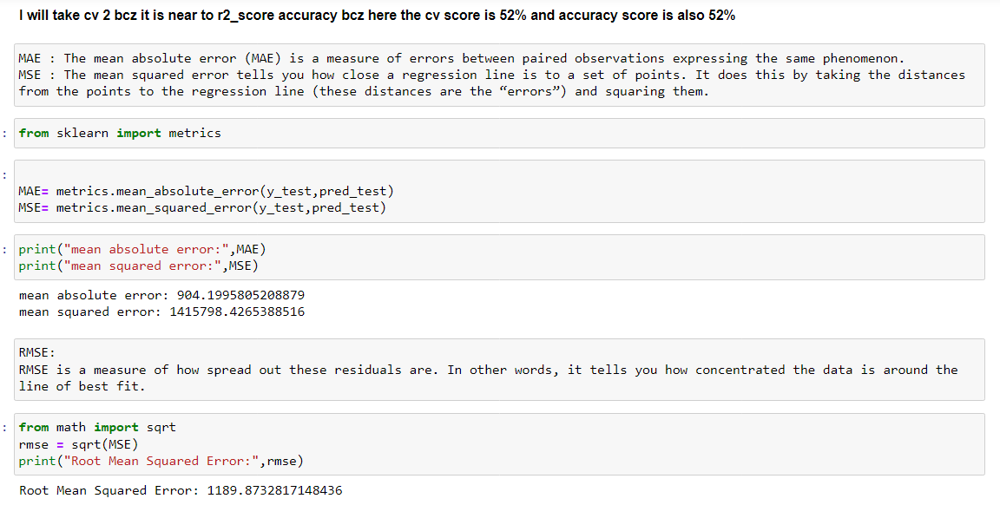 I will take cv 2 bcz it is near to r2_score accuracy bcz here the cv score is 52% and accuracy score is also 52%
MAE : The mean absolute error (MAE) is a measure of errors between paired observations expressing the same phenomenon.
MSE : The mean squared error tells you how close a regression line is to a set of points. It does this by taking the distances
from the points to the regression line (these distances are the “errors”) and squaring them.
: from sklearn import metrics
:
MAE= metrics.mean_absolute_error(y_test,pred_test)
MSE= metrics.mean_squared_error(y_test,pred_test)
: print("mean absolute error:",MAE)
print("mean squared error:",MSE)
mean absolute error: 904.1995805208879
mean squared error: 1415798.4265388516
RMSE:
RMSE is a measure of how spread out these residuals are. In other words, it tells you how concentrated the data is around the
line of best fit.
: from math import sqrt
rmse = sqrt(MSE)
print("Root Mean Squared Error:",rmse)
Root Mean Squared Error: 1189.8732817148436